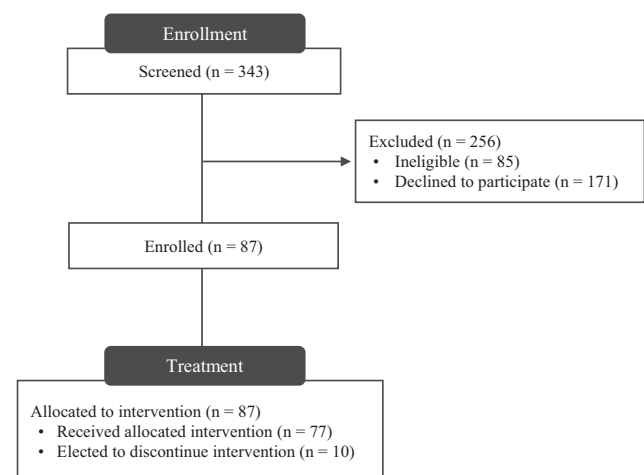 Enrollment
Screened (n = 343)
Excluded (n = 256)
• Ineligible (n = 85)
• Declined to participate (n = 171)
Enrolled (n = 87)
Treatment
Allocated to intervention (n = 87)
• Received allocated intervention (n = 77)
• Elected to discontinue intervention (n = 10)